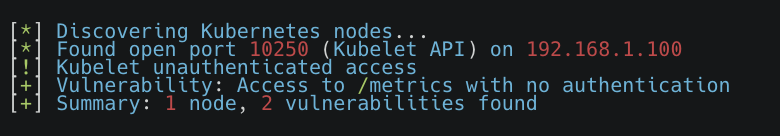 [*] Discovering Kubernetes nodes...
[*] Found open port 10250 (Kubelet API) on 192.168.1.100
[!] Kubelet unauthenticated access
[+] Vulnerability: Access to /metrics with no authentication
[+] Summary: 1 node, 2 vulnerabilities found